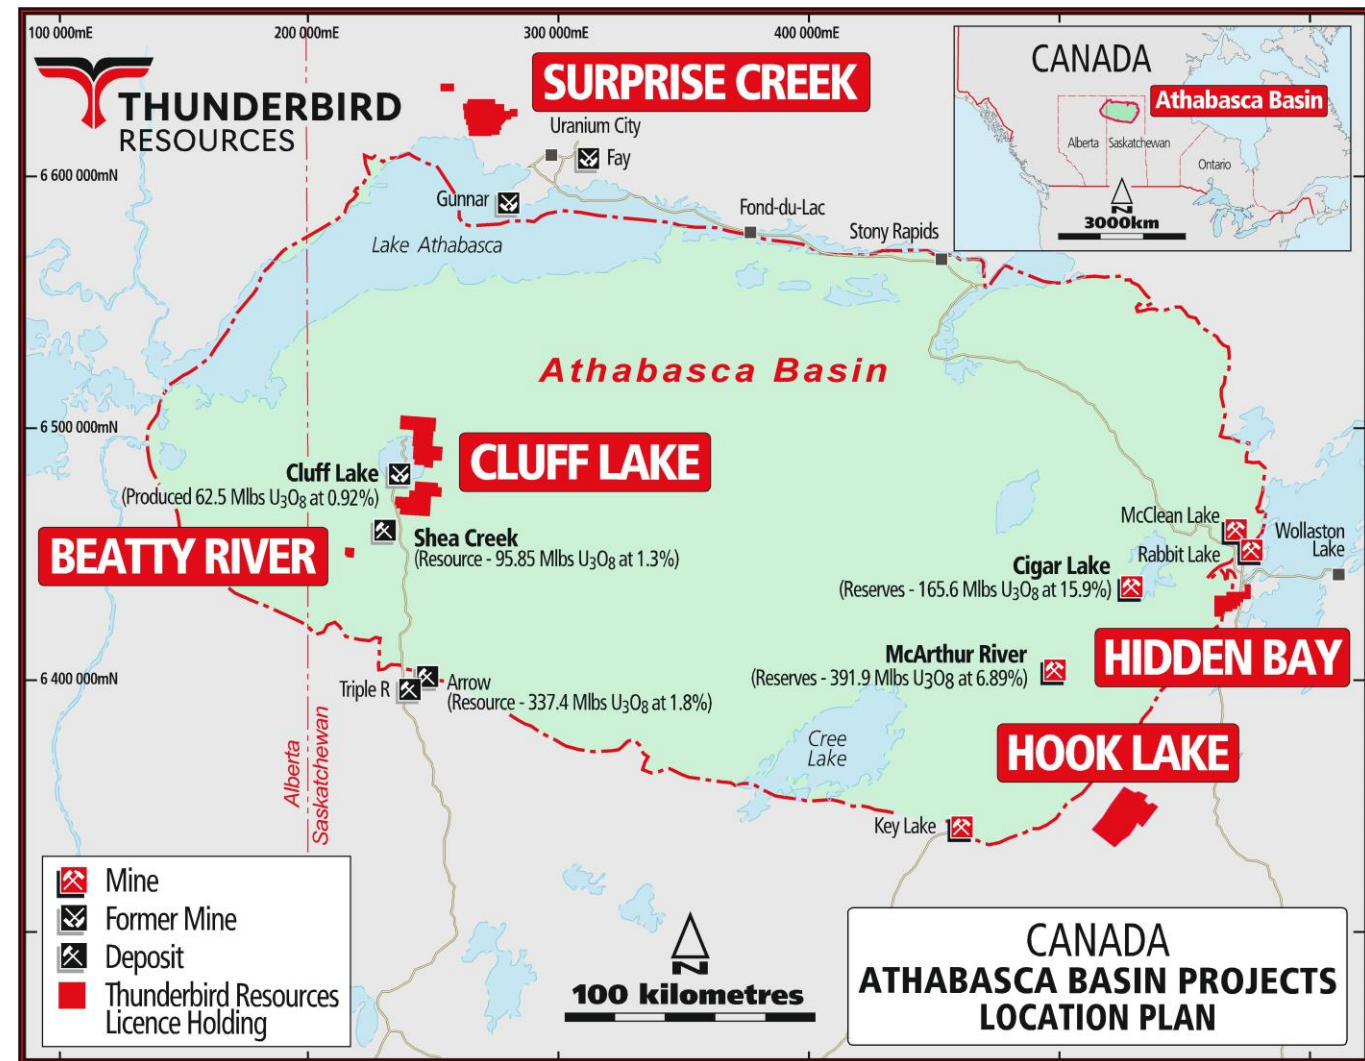 100 000mE
200 000mE
300 000mE
400 000mE
THUNDERBIRD
RESOURCES
SURPRISE CREEK
CANADA
Athabasca Basin
Alberta
Saskatchewan
Ontario
N
3000km
Uranium City
Fay
6 600 000mN
Gunnar
Fond-du-Lac
Lake Athabasca
Stony Rapids
Athabasca Basin
6 500 000mN
CLUFF LAKE
Cluff Lake
(Produced 62.5 Mlbs U₃O₈ at 0.92%)
BEATTY RIVER
Shea Creek
(Resource - 95.85 Mlbs U₃O₈ at 1.3%)
McClean Lake
Rabbit Lake
Wollaston
Lake
Cigar Lake
(Reserves - 165.6 Mlbs U₃O₈ at 15.9%)
HIDDEN BAY
McArthur River
(Reserves - 391.9 Mlbs U₃O₈ at 6.89%)
6 400 000mN
Triple R
Arrow
(Resource - 337.4 Mlbs U₃O₈ at 1.8%)
Cree
Lake
HOOK LAKE
Alberta
Saskatchewan
Key Lake
Mine
Former Mine
Deposit
Thunderbird Resources
Licence Holding
N
100 kilometres
CANADA
ATHABASCA BASIN PROJECTS
LOCATION PLAN